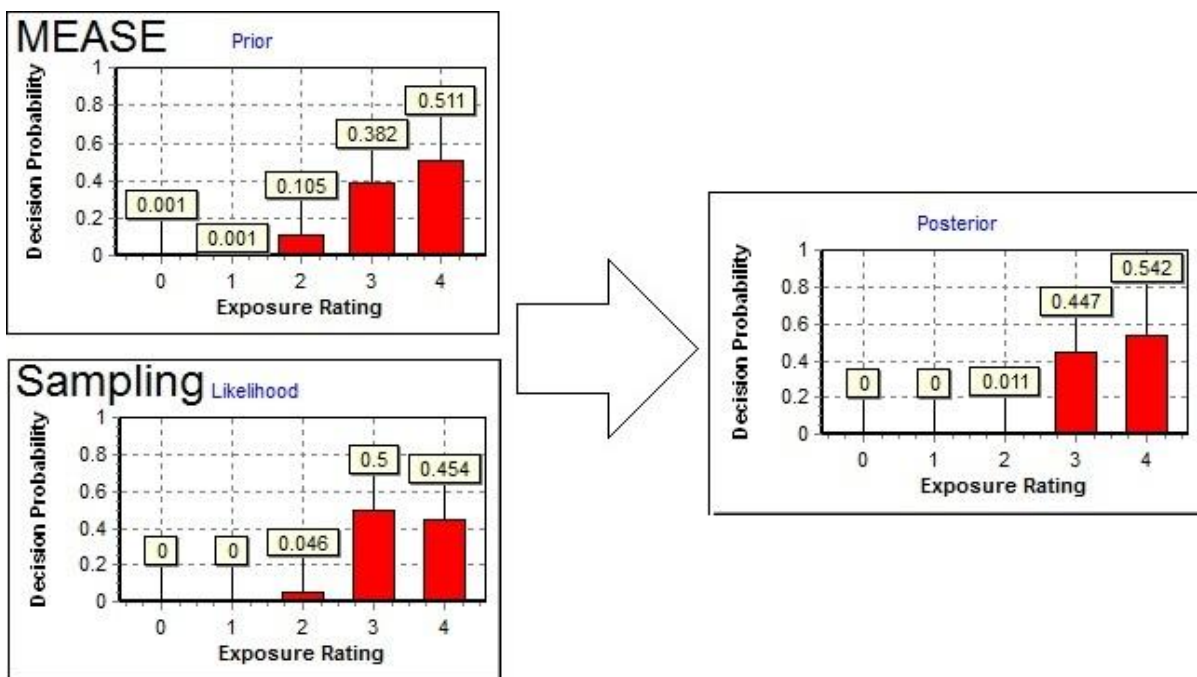 MEASE
Prior
Decision Probability
1
0.8
0.6
0.4
0.2
0
0.001
0.001
0.105
0.382
0.511
0 1 2 3 4
Exposure Rating
Sampling
Likelihood
Decision Probability
1
0.8
0.6
0.4
0.2
0
0
0
0.046
0.5
0.454
0 1 2 3 4
Exposure Rating
Posterior
Decision Probability
1
0.8
0.6
0.4
0.2
0
0
0
0.011
0.447
0.542
0 1 2 3 4
Exposure Rating